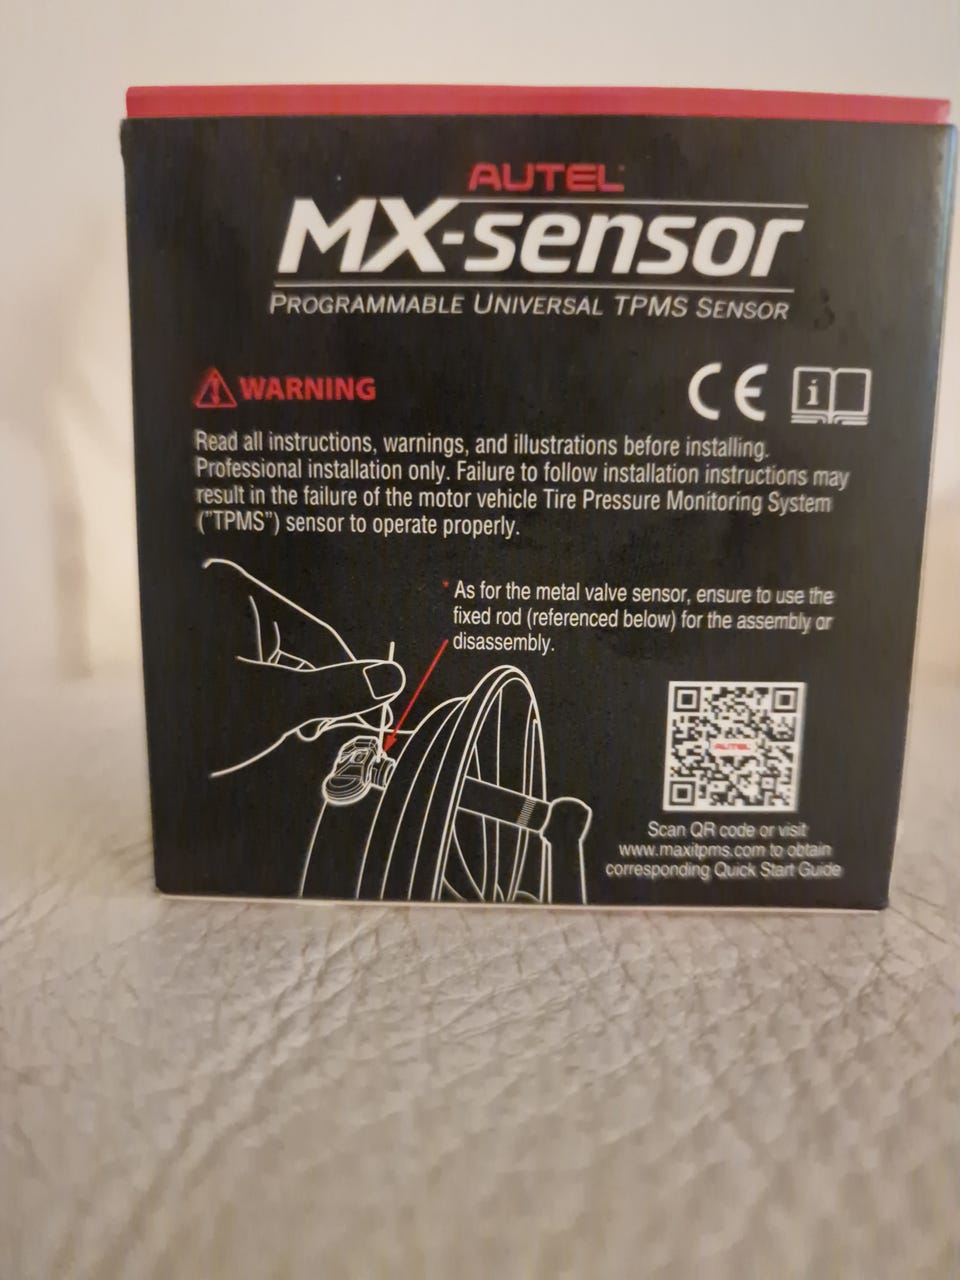 AUTEL
MX-sensor
PROGRAMMABLE UNIVERSAL TPMS SENSOR
WARNING
CE
i
Read all instructions, warnings, and illustrations before installing.
Professional installation only. Failure to follow installation instructions may
result in the failure of the motor vehicle Tire Pressure Monitoring System
("TPMS") sensor to operate properly.
* As for the metal valve sensor, ensure to use the
fixed rod (referenced below) for the assembly or
disassembly.
AUTEL
Scan QR code or visit
www.maxitpms.com to obtain
corresponding Quick Start Guide